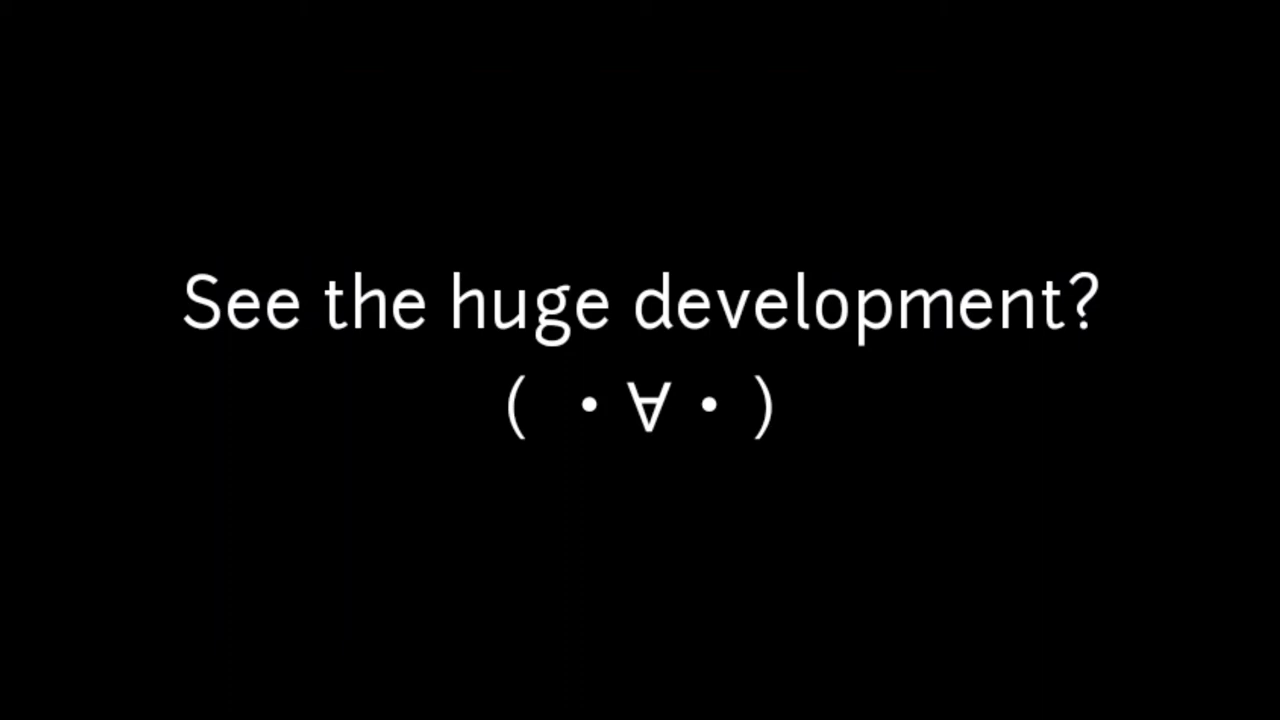 See the huge development?
( ・∀・)